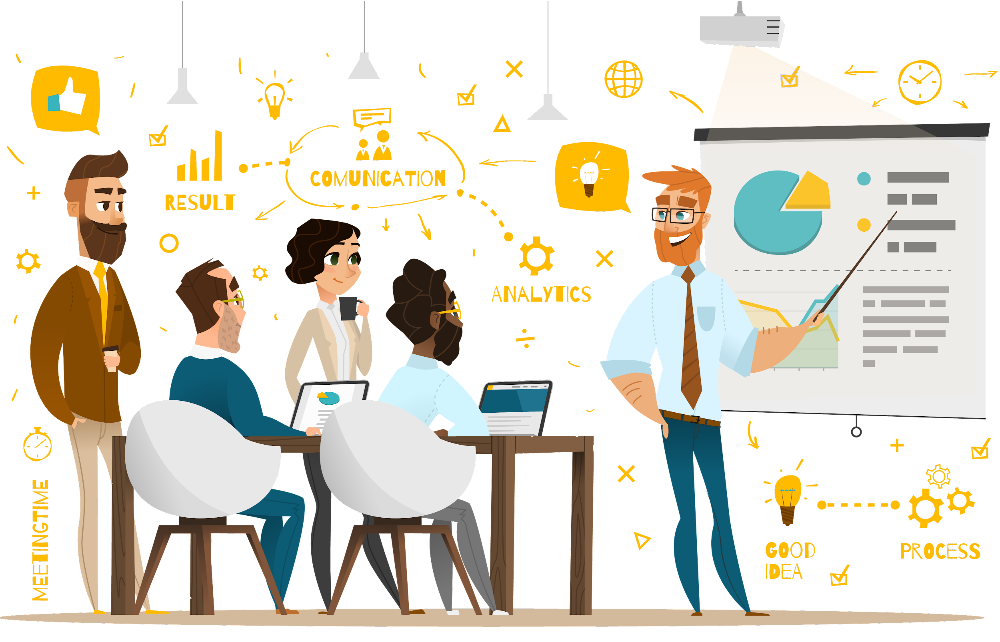 COMUNICATION
RESULT
ANALYTICS
MEETINGTIME
GOOD
IDEA
PROCESS